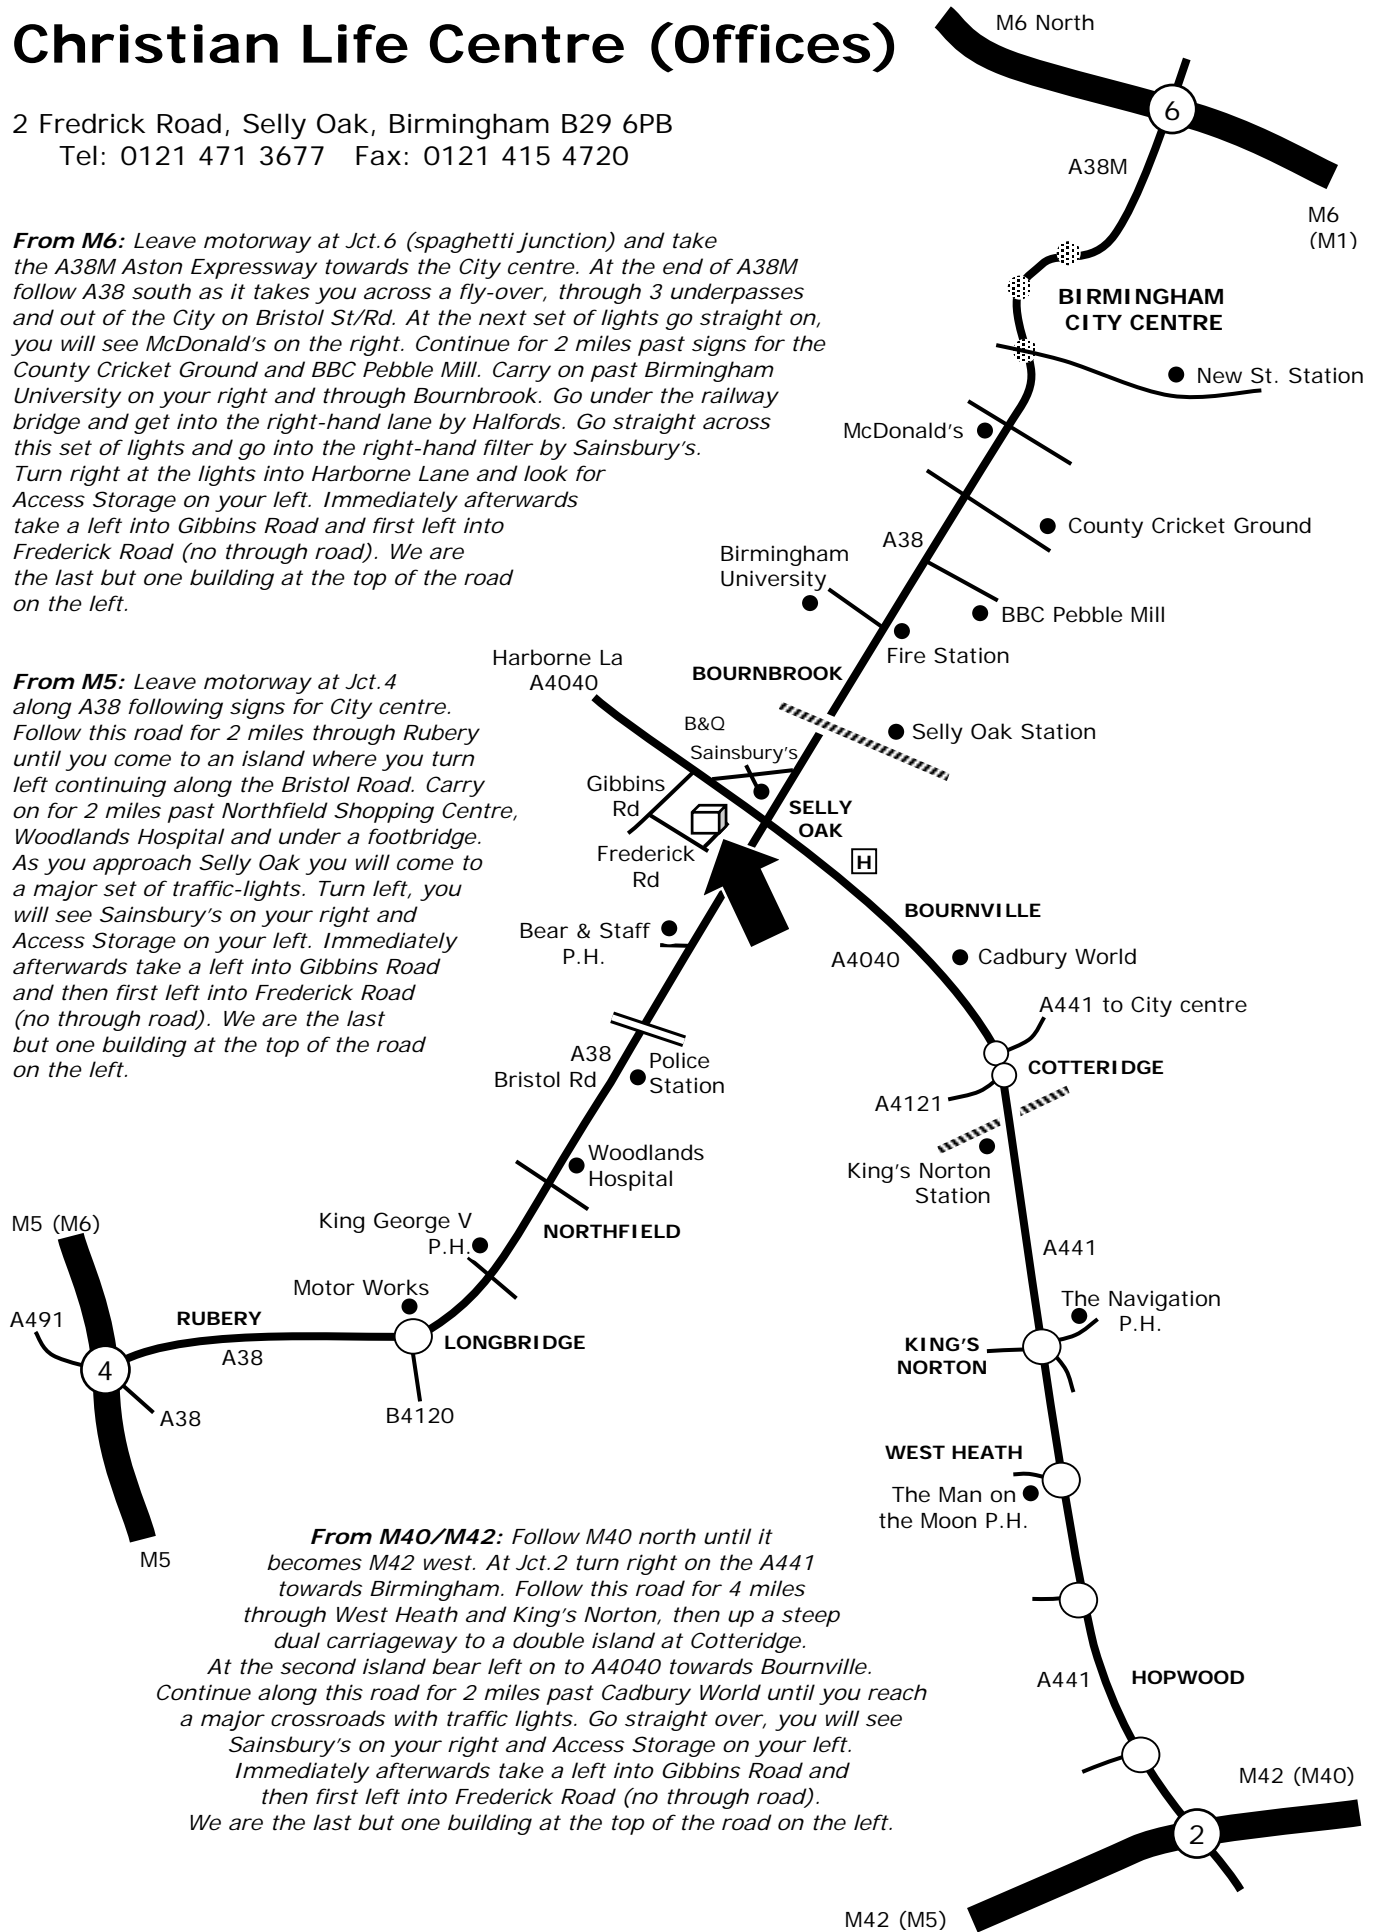 Christian Life Centre (Offices)
2 Fredrick Road, Selly Oak, Birmingham B29 6PB
Tel: 0121 471 3677 Fax: 0121 415 4720
From M6: Leave motorway at Jct.6 (spaghetti junction) and take
the A38M Aston Expressway towards the City centre. At the end of A38M
follow A38 south as it takes you across a fly-over, through 3 underpasses
and out of the City on Bristol St/Rd. At the next set of lights go straight on,
you will see McDonald's on the right. Continue for 2 miles past signs for the
County Cricket Ground and BBC Pebble Mill. Carry on past Birmingham
University on your right and through Bournbrook. Go under the railway
bridge and get into the right-hand lane by Halfords. Go straight across
this set of lights and go into the right-hand filter by Sainsbury's.
Turn right at the lights into Harborne Lane and look for
Access Storage on your left. Immediately afterwards
take a left into Gibbins Road and first left into
Frederick Road (no through road). We are
the last but one building at the top of the road
on the left.
From M5: Leave motorway at Jct.4
along A38 following signs for City centre.
Follow this road for 2 miles through Rubery
until you come to an island where you turn
left continuing along the Bristol Road. Carry
on for 2 miles past Northfield Shopping Centre,
Woodlands Hospital and under a footbridge.
As you approach Selly Oak you will come to
a major set of traffic-lights. Turn left, you
will see Sainsbury's on your right and
Access Storage on your left. Immediately
afterwards take a left into Gibbins Road
and then first left into Frederick Road
(no through road). We are the last
but one building at the top of the road
on the left.
From M40/M42: Follow M40 north until it
becomes M42 west. At Jct.2 turn right on the A441
towards Birmingham. Follow this road for 4 miles
through West Heath and King's Norton, then up a steep
dual carriageway to a double island at Cotteridge.
At the second island bear left on to A4040 towards Bournville.
Continue along this road for 2 miles past Cadbury World until you reach
a major crossroads with traffic lights. Go straight over, you will see
Sainsbury's on your right and Access Storage on your left.
Immediately afterwards take a left into Gibbins Road and
then first left into Frederick Road (no through road).
We are the last but one building at the top of the road on the left.
M6 North
6
A38M
M6
(M1)
BIRMINGHAM
CITY CENTRE
New St. Station
McDonald's
County Cricket Ground
A38
Birmingham
University
BBC Pebble Mill
Fire Station
Harborne La
A4040
BOURNBROOK
B&Q
Sainsbury's
Selly Oak Station
Gibbins
Rd
SELLY
OAK
Frederick
Rd
H
BOURNVILLE
Bear & Staff
P.H.
A4040
Cadbury World
A441 to City centre
A38
Bristol Rd
Police
Station
COTTERIDGE
A4121
Woodlands
Hospital
King's Norton
Station
M5 (M6)
King George V
P.H.
NORTHFIELD
A441
Motor Works
A491
RUBERY
A38
LONGBRIDGE
The Navigation
P.H.
KING'S
NORTON
4
A38
B4120
WEST HEATH
The Man on
the Moon P.H.
M5
A441
HOPWOOD
M42 (M40)
2
M42 (M5)